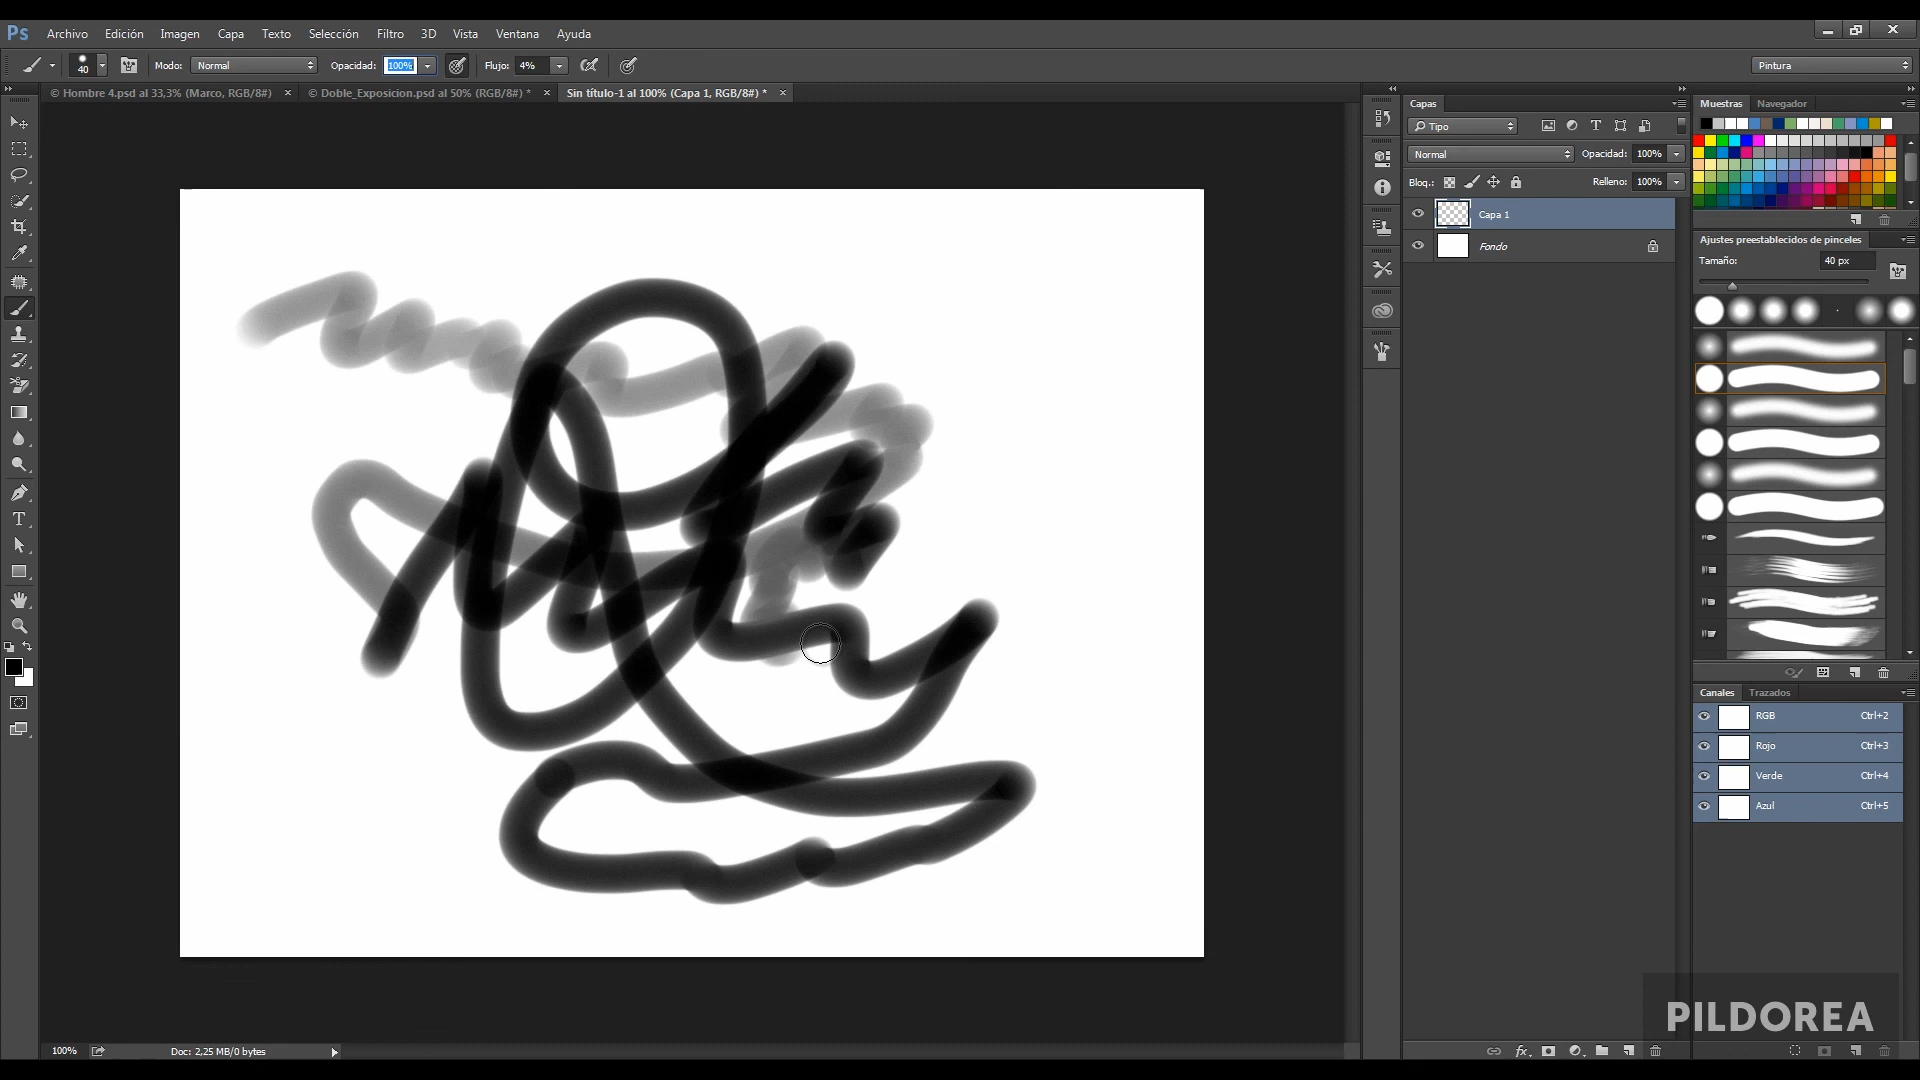 Ps Archivo Edición Imagen Capa Texto Selección Filtro 3D Vista Ventana Ayuda
40 Modo: Normal Opacidad: 100% Flujo: 4% Pintura
© Hombre 4.psd al 33,3% (Marco, RGB/8#) × © Doble_Exposicion.psd al 50% (RGB/8#) * × Sin título-1 al 100% (Capa 1, RGB/8#) * ×
Capas
Tipo
Normal Opacidad: 100%
Bloq.: Relleno: 100%
Capa 1
Fondo
Muestras Navegador
Ajustes preestablecidos de pinceles
Tamaño: 40 px
Canales Trazados
RGB Ctrl+2
Rojo Ctrl+3
Verde Ctrl+4
Azul Ctrl+5
PILDOREA
100% Doc: 2,25 MB/0 bytes
fx